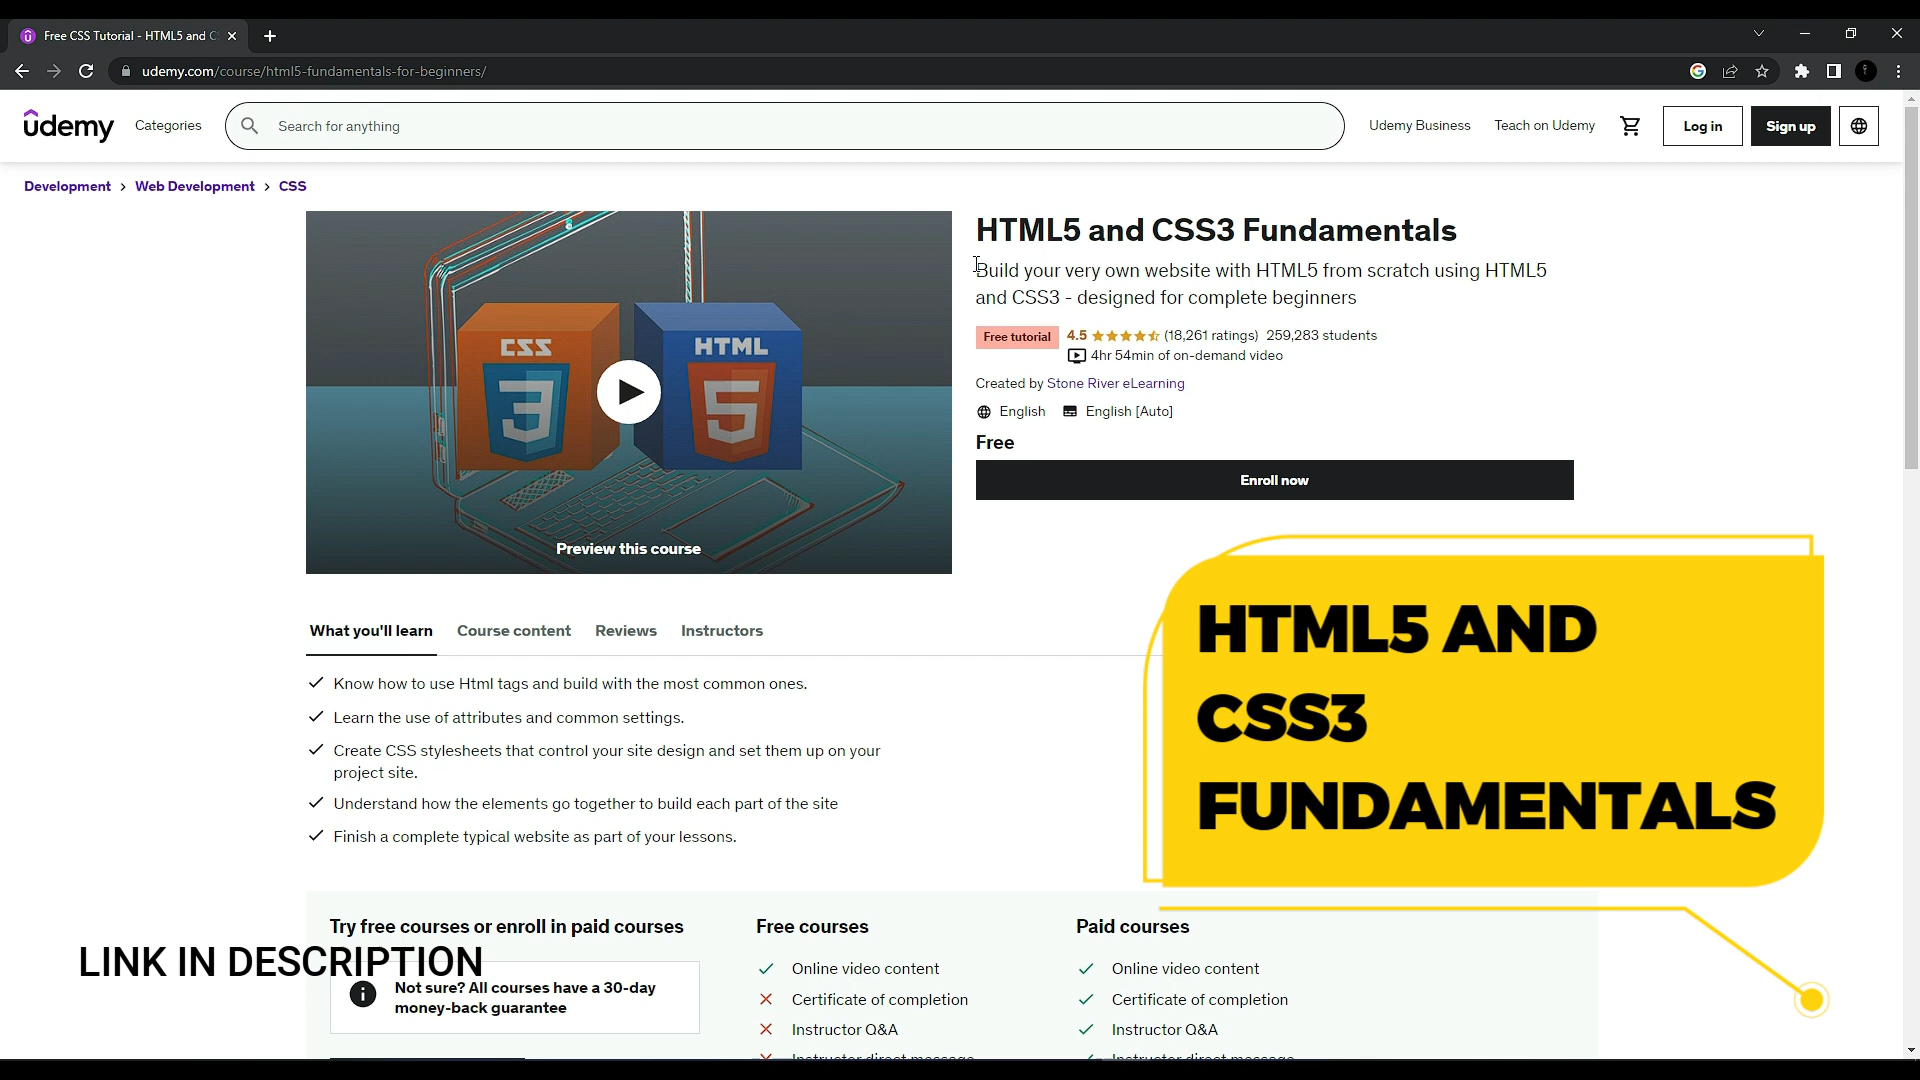 Free CSS Tutorial - HTML5 and C
udemy.com/course/html5-fundamentals-for-beginners/
ûdemy
Categories
Search for anything
Udemy Business
Teach on Udemy
Log in
Sign up
Development > Web Development > CSS
CSS
3
HTML
5
Preview this course
HTML5 and CSS3 Fundamentals
Build your very own website with HTML5 from scratch using HTML5
and CSS3 - designed for complete beginners
Free tutorial 4.5 (18,261 ratings) 259,283 students
4hr 54min of on-demand video
Created by Stone River eLearning
English English [Auto]
Free
Enroll now
HTML5 AND
CSS3
FUNDAMENTALS
What you'll learn Course content Reviews Instructors
Know how to use Html tags and build with the most common ones.
Learn the use of attributes and common settings.
Create CSS stylesheets that control your site design and set them up on your
project site.
Understand how the elements go together to build each part of the site
Finish a complete typical website as part of your lessons.
Try free courses or enroll in paid courses
LINK IN DESCRIPTION
Not sure? All courses have a 30-day
money-back guarantee
Free courses
Online video content
Certificate of completion
Instructor Q&A
Instructor direct message
Paid courses
Online video content
Certificate of completion
Instructor Q&A
Instructor direct message